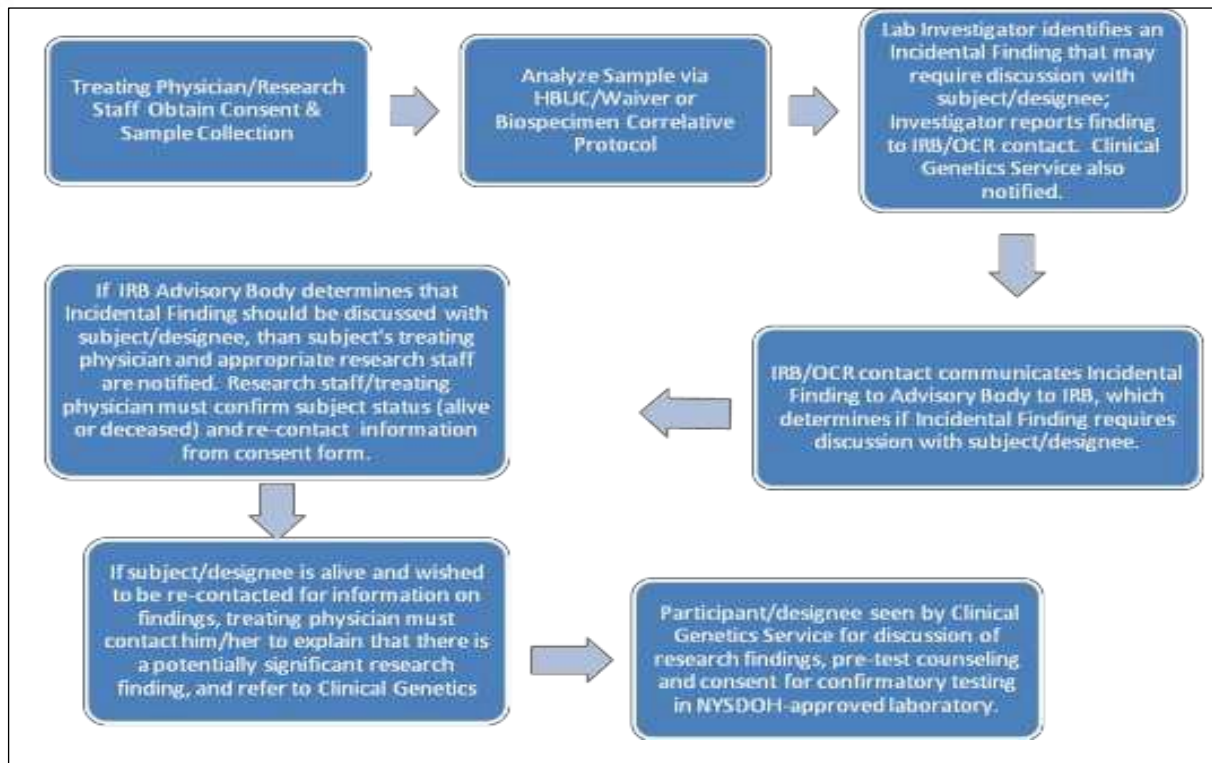 Treating Physician/Research
Staff Obtain Consent &
Sample Collection
Analyze Sample via
HBUC/Waiver or
Biospecimen Correlative
Protocol
Lab Investigator identifies an
Incidental Finding that may
require discussion with
subject/designee;
Investigator reports finding
to IRB/OCR contact.  Clinical
Genetics Service also
notified.
IRB/OCR contact communicates Incidental
Finding to Advisory Body to IRB, which
determines if Incidental Finding requires
discussion with subject/designee.
If IRB Advisory Body determines that
Incidental Finding should be discussed with
subject/designee, than subject's treating
physician and appropriate research staff
are notified.  Research staff/treating
physician must confirm subject status (alive
or deceased) and re-contact information
from consent form.
If subject/designee is alive and wished
to be re-contacted for information on
findings, treating physician must
contact him/her to explain that there is
a potentially significant research
finding, and refer to Clinical Genetics
Participant/designee seen by Clinical
Genetics Service for discussion of
research findings, pre-test counseling
and consent for confirmatory testing
in NYSDOH-approved laboratory.